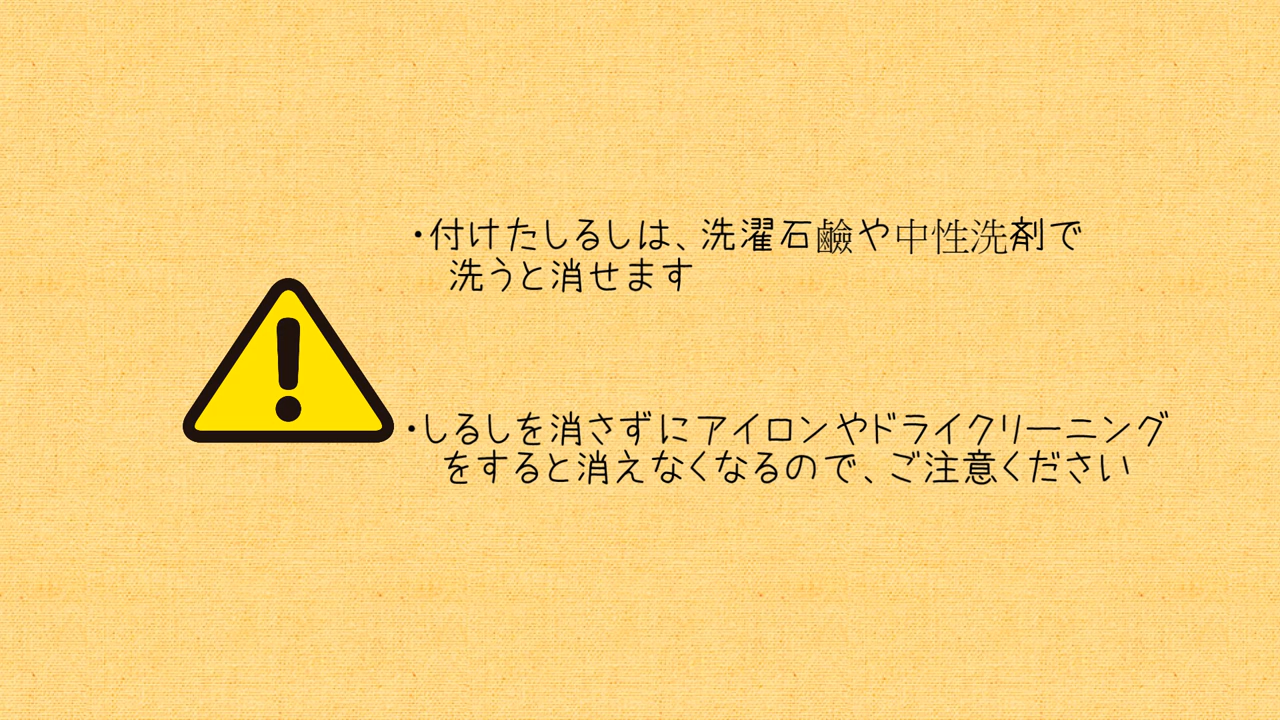 ・付けたしるしは、洗濯石鹼や中性洗剤で
洗うと消せます
・しるしを消さずにアイロンやドライクリーニング
をすると消えなくなるので、ご注意ください